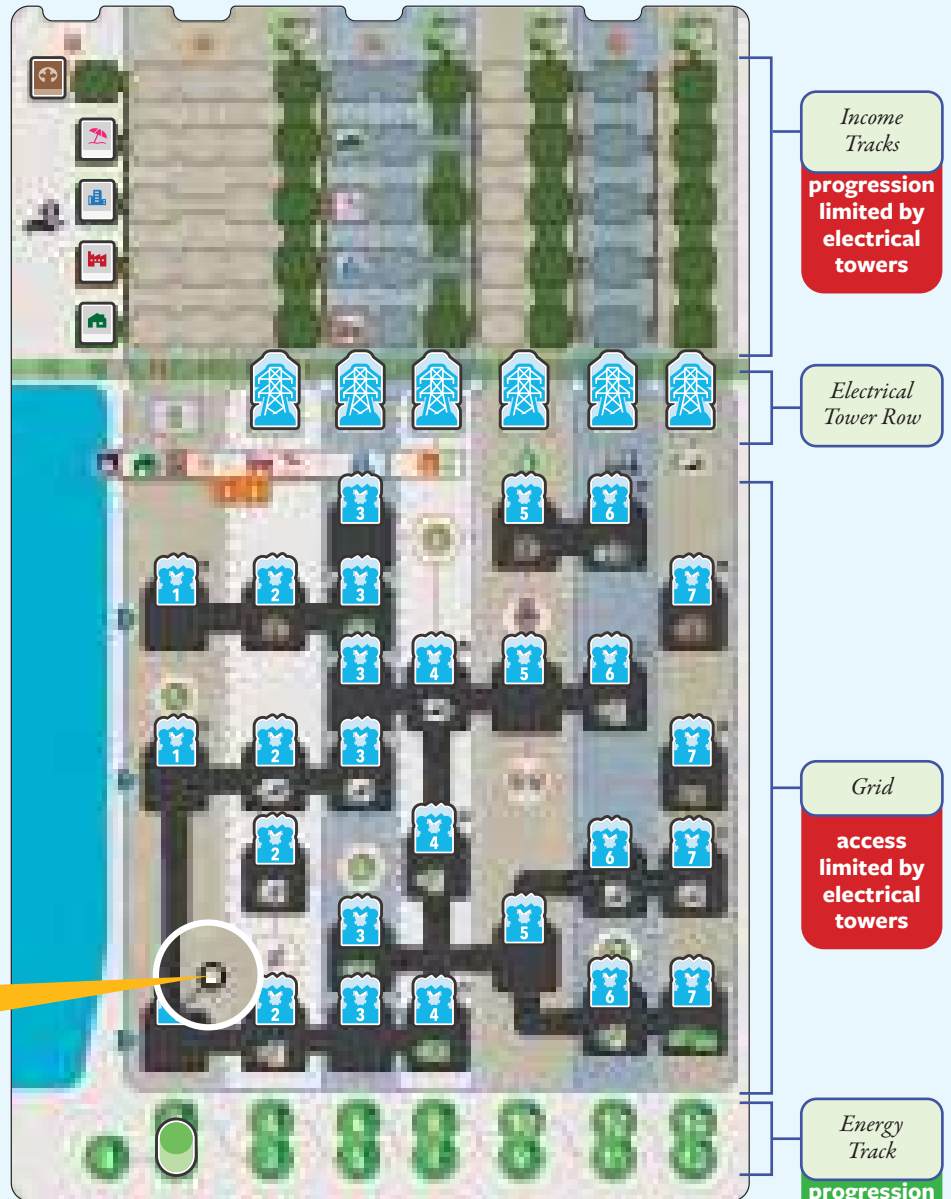 Income
Tracks
progression
limited by
electrical
towers
Electrical
Tower Row
3 5 6
1 2 3 7
3 4 5 6
1 2 3 7
2 4 6 7
3 5
2 3 4 6 7
Grid
access
limited by
electrical
towers
Energy
Track
progression